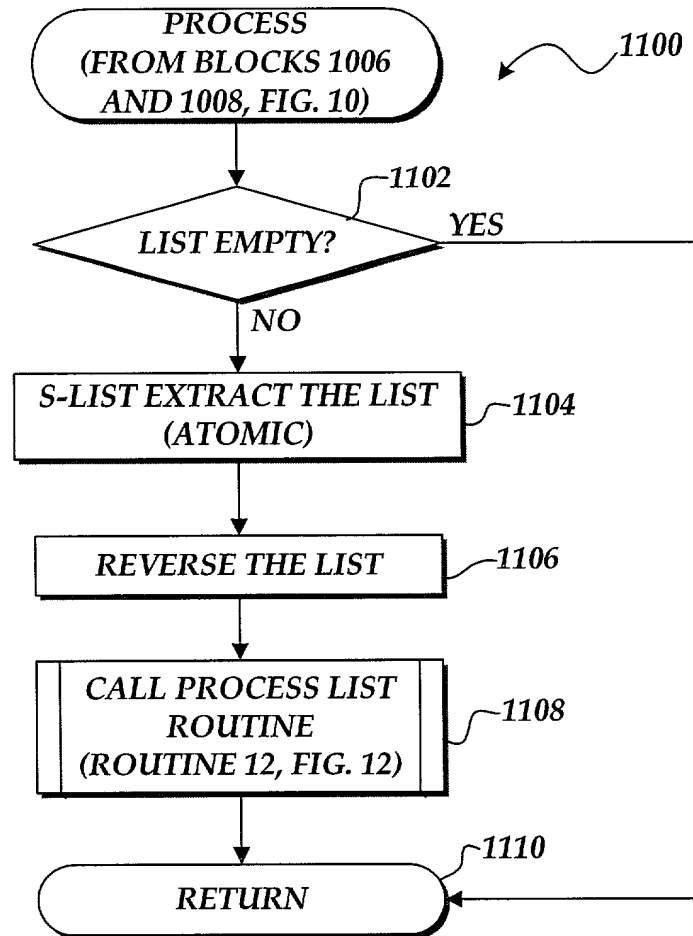 PROCESS
(FROM BLOCKS 1006
AND 1008, FIG. 10)
1100
1102
LIST EMPTY?
YES
NO
S-LIST EXTRACT THE LIST
(ATOMIC)
1104
REVERSE THE LIST
1106
CALL PROCESS LIST
ROUTINE
(ROUTINE 12, FIG. 12)
1108
1110
RETURN